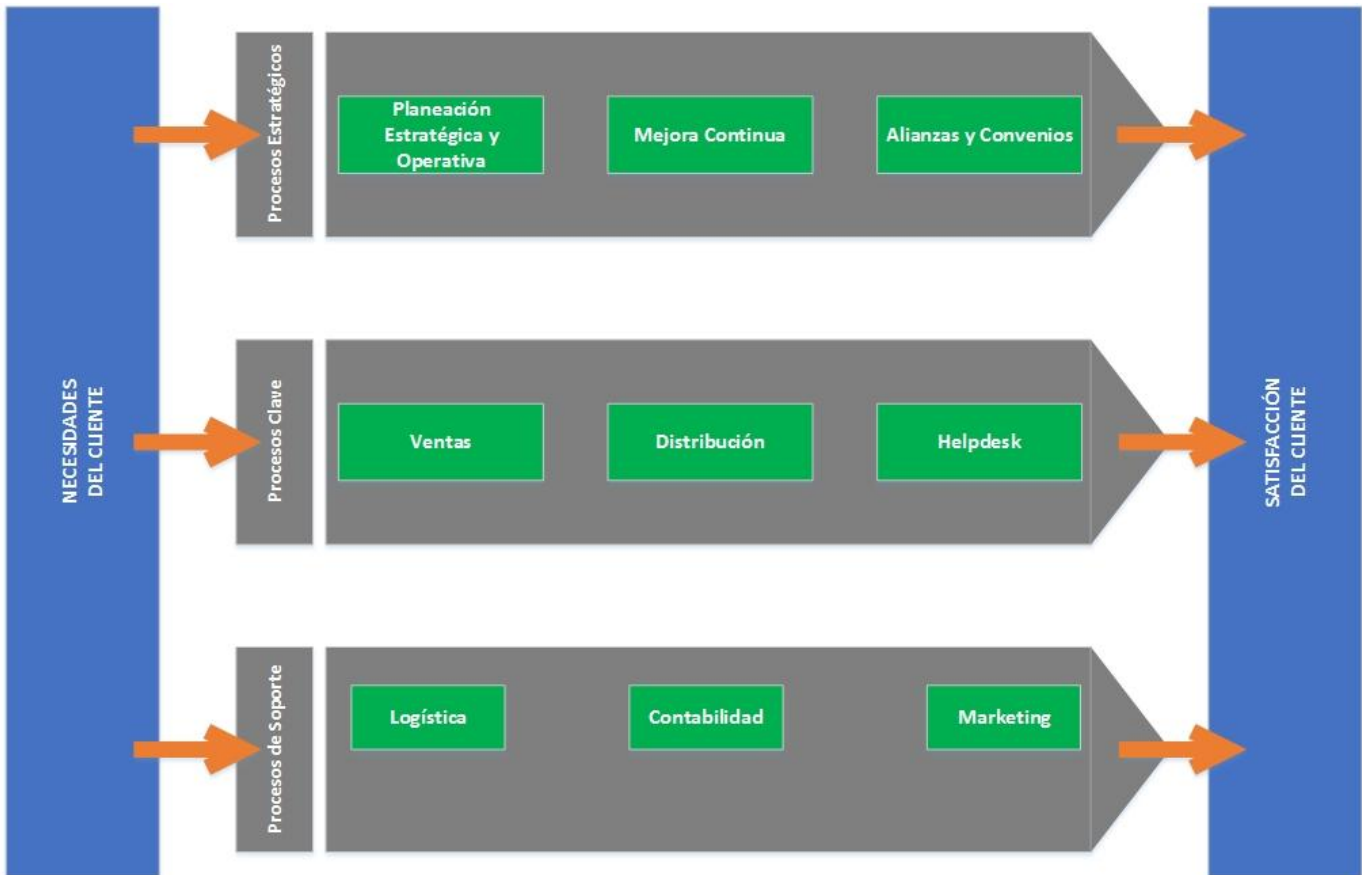 NECESIDADES
DEL CLIENTE
Procesos Estratégicos
Planeación
Estratégica y
Operativa
Mejora Continua
Alianzas y Convenios
Procesos Clave
Ventas
Distribución
Helpdesk
Procesos de Soporte
Logística
Contabilidad
Marketing
SATISFACCIÓN
DEL CLIENTE